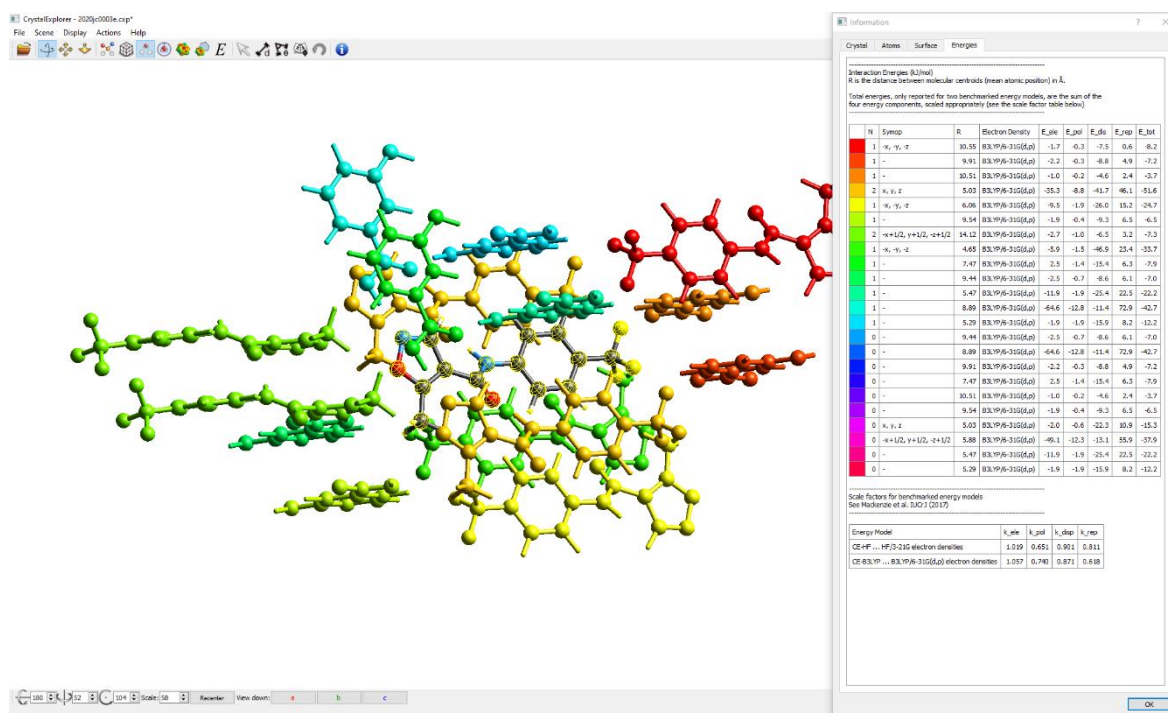 CrystalExplorer - 2020jc0003e.cxp*
File Scene Display Actions Help
E
Information
? X
Crystal Atoms Surface Energies
Interaction Energies (kJ/mol)
R is the distance between molecular centroids (mean atomic position) in Å.
Total energies, only reported for two benchmarked energy models, are the sum of the
four energy components, scaled appropriately (see the scale factor table below)
N Symop R Electron Density E_ele E_pol E_dis E_rep E_tot
1 -x, -y, -z 10.55 B3LYP/6-31G(d,p) -1.7 -0.3 -7.5 0.6 -8.2
1 - 9.91 B3LYP/6-31G(d,p) -2.2 -0.3 -8.8 4.9 -7.2
1 - 10.51 B3LYP/6-31G(d,p) -1.0 -0.2 -4.6 2.4 -3.7
2 x, y, z 5.03 B3LYP/6-31G(d,p) -35.3 -8.8 -41.7 46.1 -51.6
1 -x, -y, -z 6.06 B3LYP/6-31G(d,p) -9.5 -1.9 -26.0 15.2 -24.7
1 - 9.54 B3LYP/6-31G(d,p) -1.9 -0.4 -9.3 6.5 -6.5
2 -x+1/2, y+1/2, -z+1/2 14.12 B3LYP/6-31G(d,p) -2.7 -1.0 -6.5 3.2 -7.3
1 -x, -y, -z 4.65 B3LYP/6-31G(d,p) -5.9 -1.5 -46.9 23.4 -33.7
1 - 7.47 B3LYP/6-31G(d,p) 2.5 -1.4 -15.4 6.3 -7.9
1 - 9.44 B3LYP/6-31G(d,p) -2.5 -0.7 -8.6 6.1 -7.0
1 - 5.47 B3LYP/6-31G(d,p) -11.9 -1.9 -25.4 22.5 -22.2
1 - 8.89 B3LYP/6-31G(d,p) -64.6 -12.8 -11.4 72.9 -42.7
1 - 5.29 B3LYP/6-31G(d,p) -1.9 -1.9 -15.9 8.2 -12.2
0 - 9.44 B3LYP/6-31G(d,p) -2.5 -0.7 -8.6 6.1 -7.0
0 - 8.89 B3LYP/6-31G(d,p) -64.6 -12.8 -11.4 72.9 -42.7
0 - 9.91 B3LYP/6-31G(d,p) -2.2 -0.3 -8.8 4.9 -7.2
0 - 7.47 B3LYP/6-31G(d,p) 2.5 -1.4 -15.4 6.3 -7.9
0 - 10.51 B3LYP/6-31G(d,p) -1.0 -0.2 -4.6 2.4 -3.7
0 - 9.54 B3LYP/6-31G(d,p) -1.9 -0.4 -9.3 6.5 -6.5
0 x, y, z 5.03 B3LYP/6-31G(d,p) -2.0 -0.6 -22.3 10.9 -15.3
0 -x+1/2, y+1/2, -z+1/2 5.88 B3LYP/6-31G(d,p) -49.1 -12.3 -13.1 55.9 -37.9
0 - 5.47 B3LYP/6-31G(d,p) -11.9 -1.9 -25.4 22.5 -22.2
0 - 5.29 B3LYP/6-31G(d,p) -1.9 -1.9 -15.9 8.2 -12.2
Scale factors for benchmarked energy models
See Mackenzie et al. IUCrJ (2017)
Energy Model k_ele k_pol k_disp k_rep
CE-HF ... HF/3-21G electron densities 1.019 0.651 0.901 0.811
CE-B3LYP ... B3LYP/6-31G(d,p) electron densities 1.057 0.740 0.871 0.618
180 52 104 Scale: 58 Recenter View down: a b c
OK